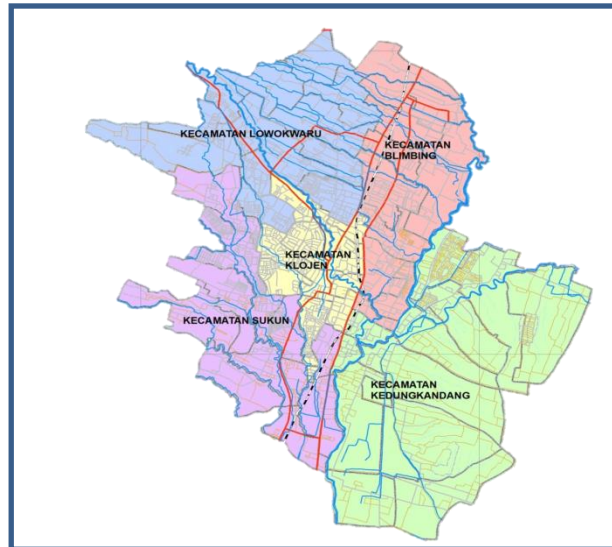 KECAMATAN LOWOKWARU
KECAMATAN
BLIMBING
KECAMATAN
KLOJEN
KECAMATAN SUKUN
KECAMATAN
KEDUNGKANDANG